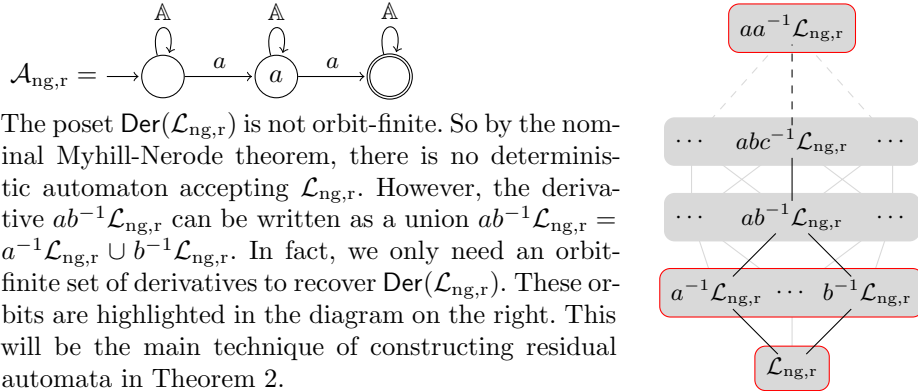 𝔸 𝔸 𝔸
𝒜ng,r = a a a
The poset Der(ℒng,r) is not orbit-finite. So by the nom-
inal Myhill-Nerode theorem, there is no determinis-
tic automaton accepting ℒng,r. However, the deriva-
tive ab⁻¹ℒng,r can be written as a union ab⁻¹ℒng,r =
a⁻¹ℒng,r ∪ b⁻¹ℒng,r. In fact, we only need an orbit-
finite set of derivatives to recover Der(ℒng,r). These or-
bits are highlighted in the diagram on the right. This
will be the main technique of constructing residual
automata in Theorem 2.
aa⁻¹ℒng,r
··· abc⁻¹ℒng,r ···
··· ab⁻¹ℒng,r ···
a⁻¹ℒng,r ··· b⁻¹ℒng,r
ℒng,r